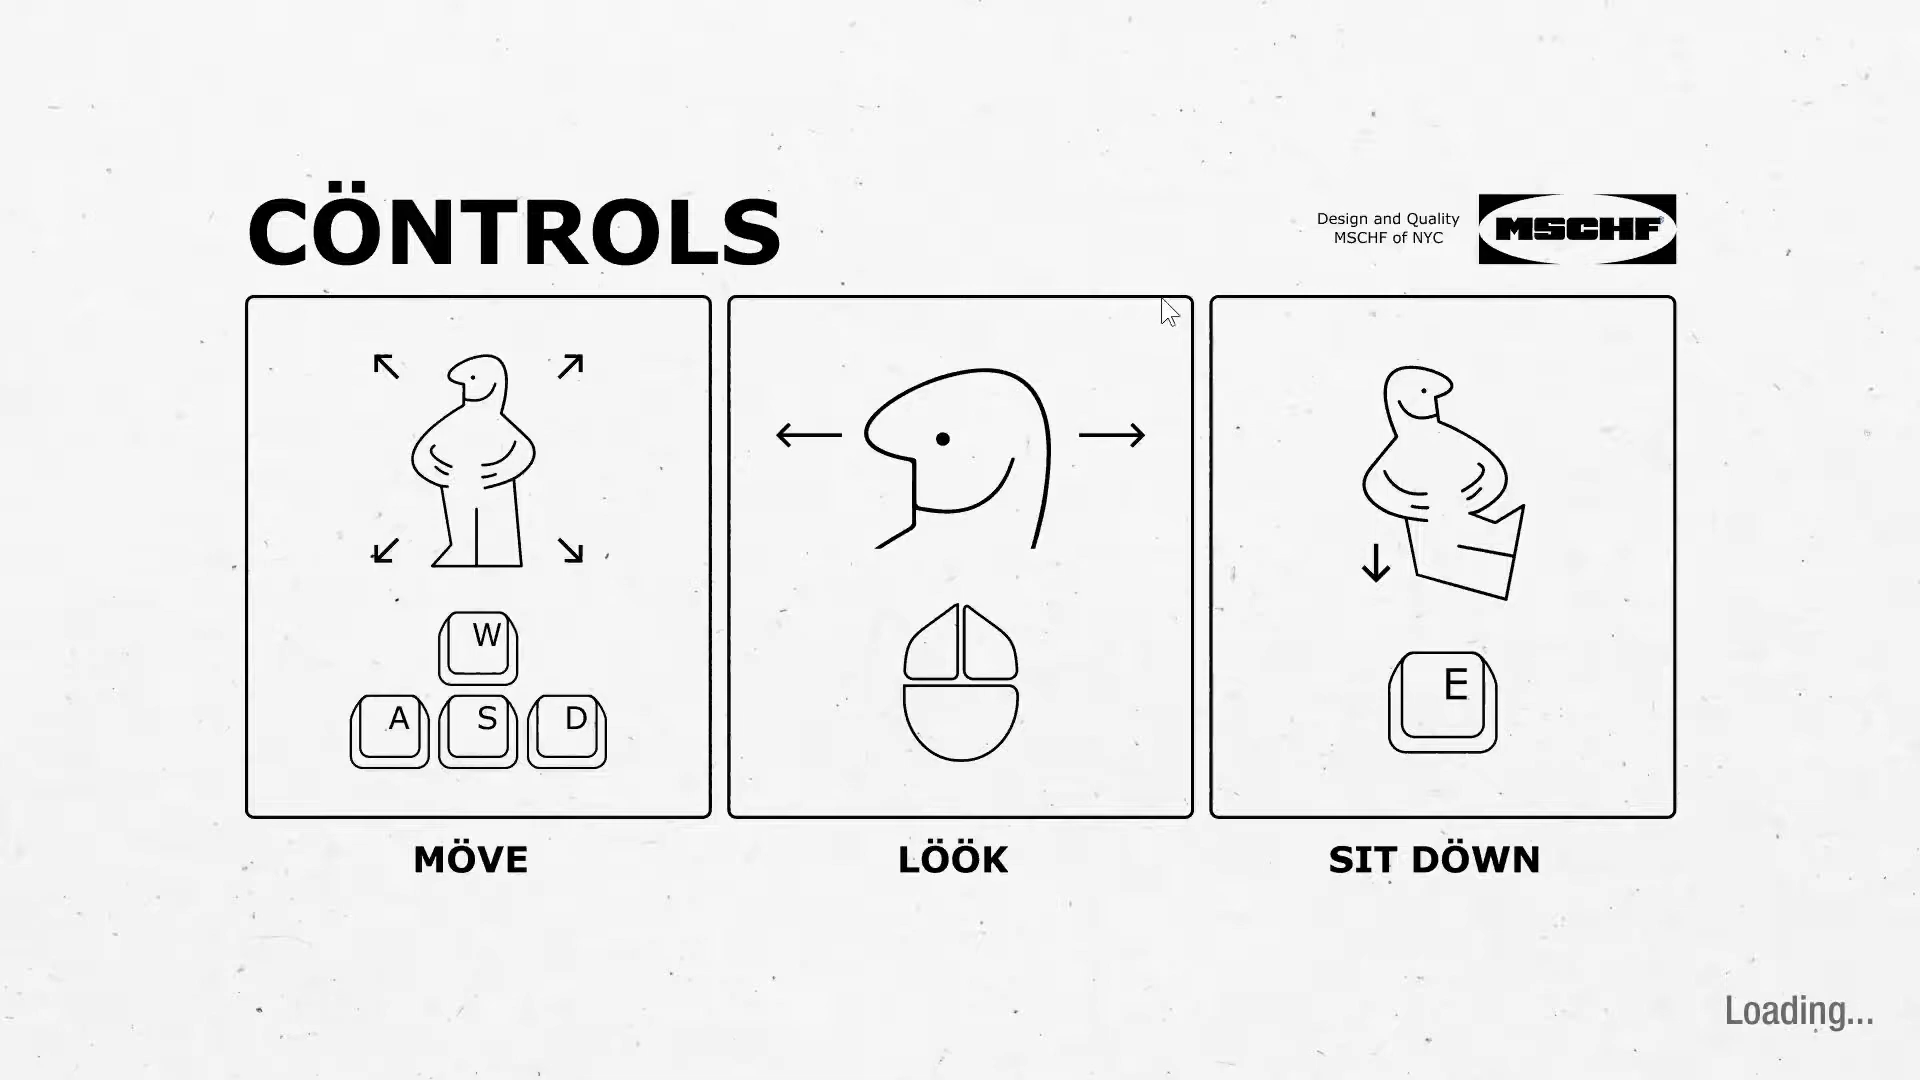 CÖNTROLS
Design and Quality
MSCHF of NYC
MSCHF
W
A S D
E
MÖVE
LÖÖK
SIT DÖWN
Loading...